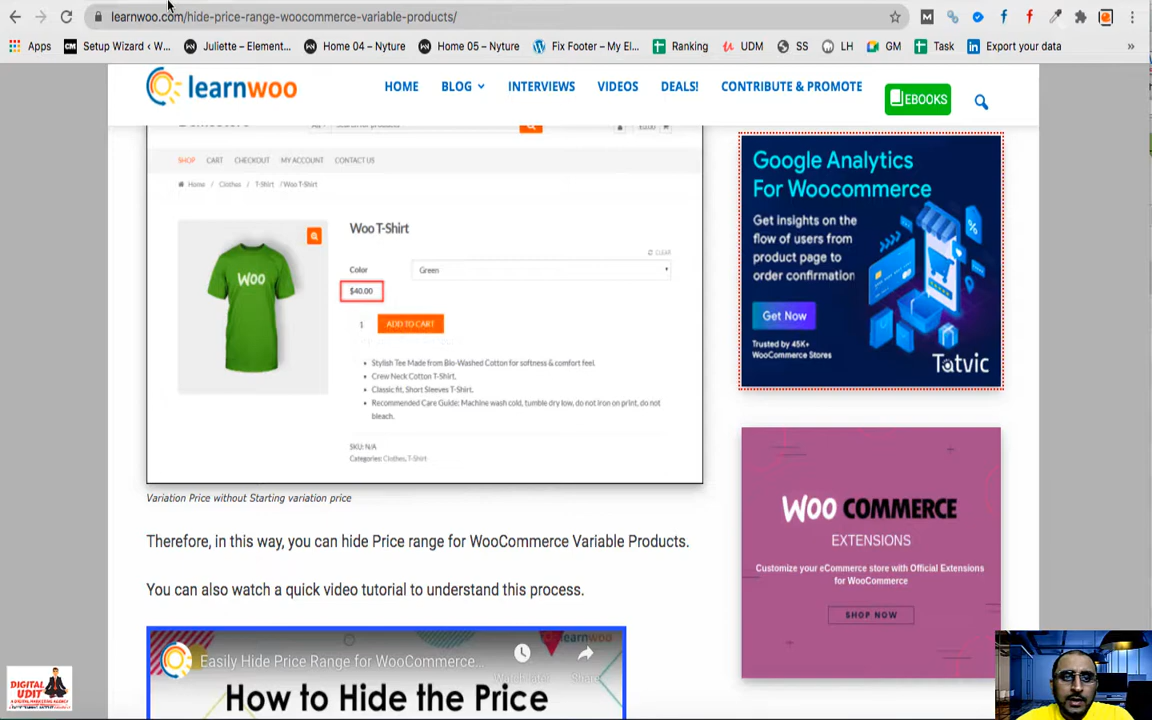 learnwoo.com/hide-price-range-woocommerce-variable-products/
Apps
Setup Wizard ‹ W...
Juliette – Element...
Home 04 – Nyture
Home 05 – Nyture
Fix Footer – My El...
Ranking
UDM
SS
LH
GM
Task
Export your data
»
learnwoo
HOME
BLOG
INTERVIEWS
VIDEOS
DEALS!
CONTRIBUTE & PROMOTE
EBOOKS
SHOP
CART
CHECKOUT
MY ACCOUNT
CONTACT US
Home / Clothes / T-Shirt / Woo T-Shirt
WOO
Woo T-Shirt
CLEAR
Color
Green
$40.00
1
ADD TO CART
Stylish Tee Made from Bio-Washed Cotton for softness & comfort feel.
Crew Neck Cotton T-Shirt.
Classic fit, Short Sleeves T-Shirt.
Recommended Care Guide: Machine wash cold, tumble dry low, do not iron on print, do not
bleach.
SKU: N/A
Categories: Clothes, T-Shirt
Variation Price without Starting variation price
Therefore, in this way, you can hide Price range for WooCommerce Variable Products.
You can also watch a quick video tutorial to understand this process.
Easily Hide Price Range for WooCommerce...
learnwoo
Share
How to Hide the Price
Google Analytics
For Woocommerce
Get insights on the
flow of users from
product page to
order confirmation
Get Now
Trusted by 45K+
WooCommerce Stores
Tatvic
WOO COMMERCE
EXTENSIONS
Customize your eCommerce store with Official Extensions
for WooCommerce
SHOP NOW
DIGITAL
UDIT
A DIGITAL MARKETING AGENCY